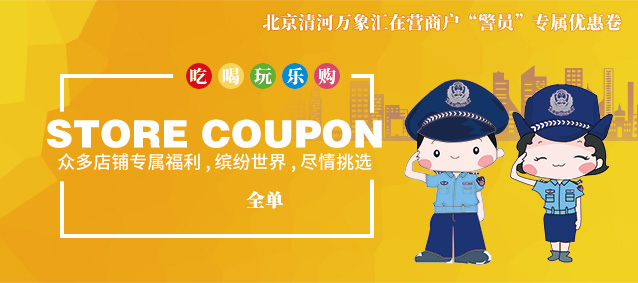 北京清河万象汇在营商户“警员”专属优惠卷
吃喝玩乐购
STORE COUPON
众多店铺专属福利,缤纷世界,尽情挑选
全单